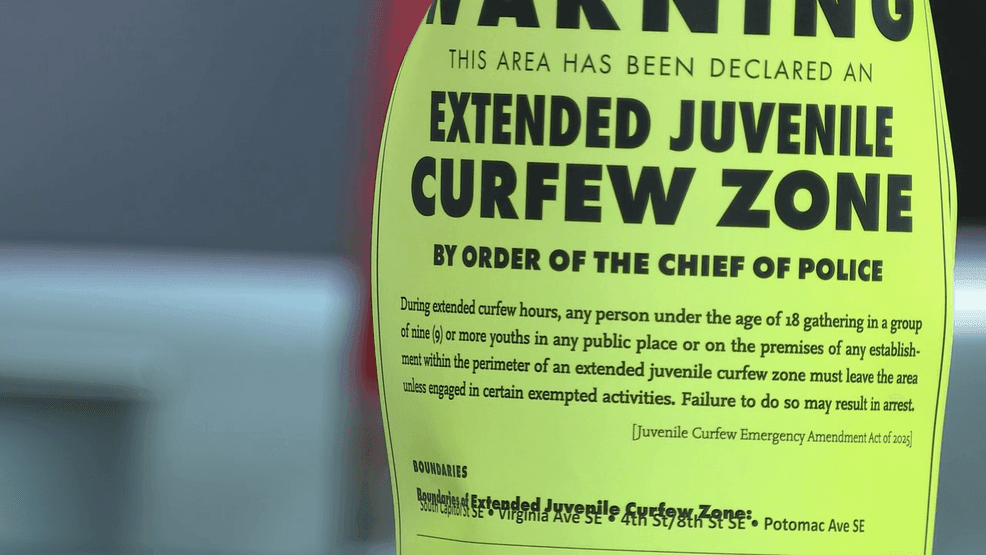 WARNING
THIS AREA HAS BEEN DECLARED AN
EXTENDED JUVENILE
CURFEW ZONE
BY ORDER OF THE CHIEF OF POLICE
During extended curfew hours, any person under the age of 18 gathering in a group
of nine (9) or more youths in any public place or on the premises of any establish-
ment within the perimeter of an extended juvenile curfew zone must leave the area
unless engaged in certain exempted activities. Failure to do so may result in arrest.
[Juvenile Curfew Emergency Amendment Act of 2025]
BOUNDARIES
Boundaries of Extended Juvenile Curfew Zone:
South Capitol St SE • Virginia Ave SE • 4th St/8th St SE • Potomac Ave SE